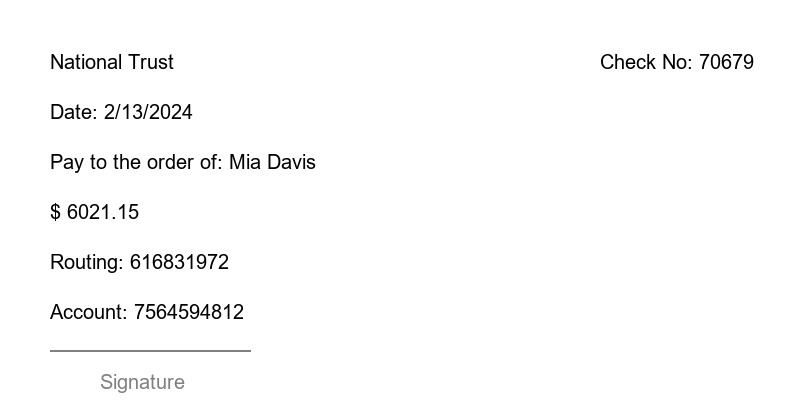 National Trust
Check No: 70679
Date: 2/13/2024
Pay to the order of: Mia Davis
$ 6021.15
Routing: 616831972
Account: 7564594812
Signature